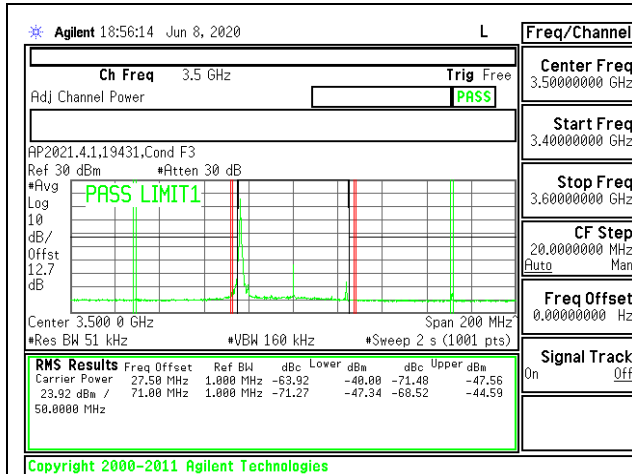 Agilent 18:56:14 Jun 8, 2020 L
Freq/Channel
Ch Freq 3.5 GHz Trig Free
Adj Channel Power PASS
Center Freq
3.50000000 GHz
Start Freq
3.40000000 GHz
AP2021.4.1,19431,Cond F3
Ref 30 dBm #Atten 30 dB
#Avg
Log
10
dB/
Offst
12.7
dB
PASS LIMIT1
Stop Freq
3.60000000 GHz
CF Step
20.0000000 MHz
Auto Man
Freq Offset
0.00000000 Hz
Center 3.500 0 GHz Span 200 MHz^
#Res BW 51 kHz #VBW 160 kHz #Sweep 2 s (1001 pts)
Signal Track
On Off
RMS Results Freq Offset Ref BW dBc Lower dBm dBc Upper dBm
Carrier Power 27.50 MHz 1.000 MHz -63.92 -40.00 -71.48 -47.56
23.92 dBm / 71.00 MHz 1.000 MHz -71.27 -47.34 -68.52 -44.59
50.0000 MHz
Copyright 2000-2011 Agilent Technologies